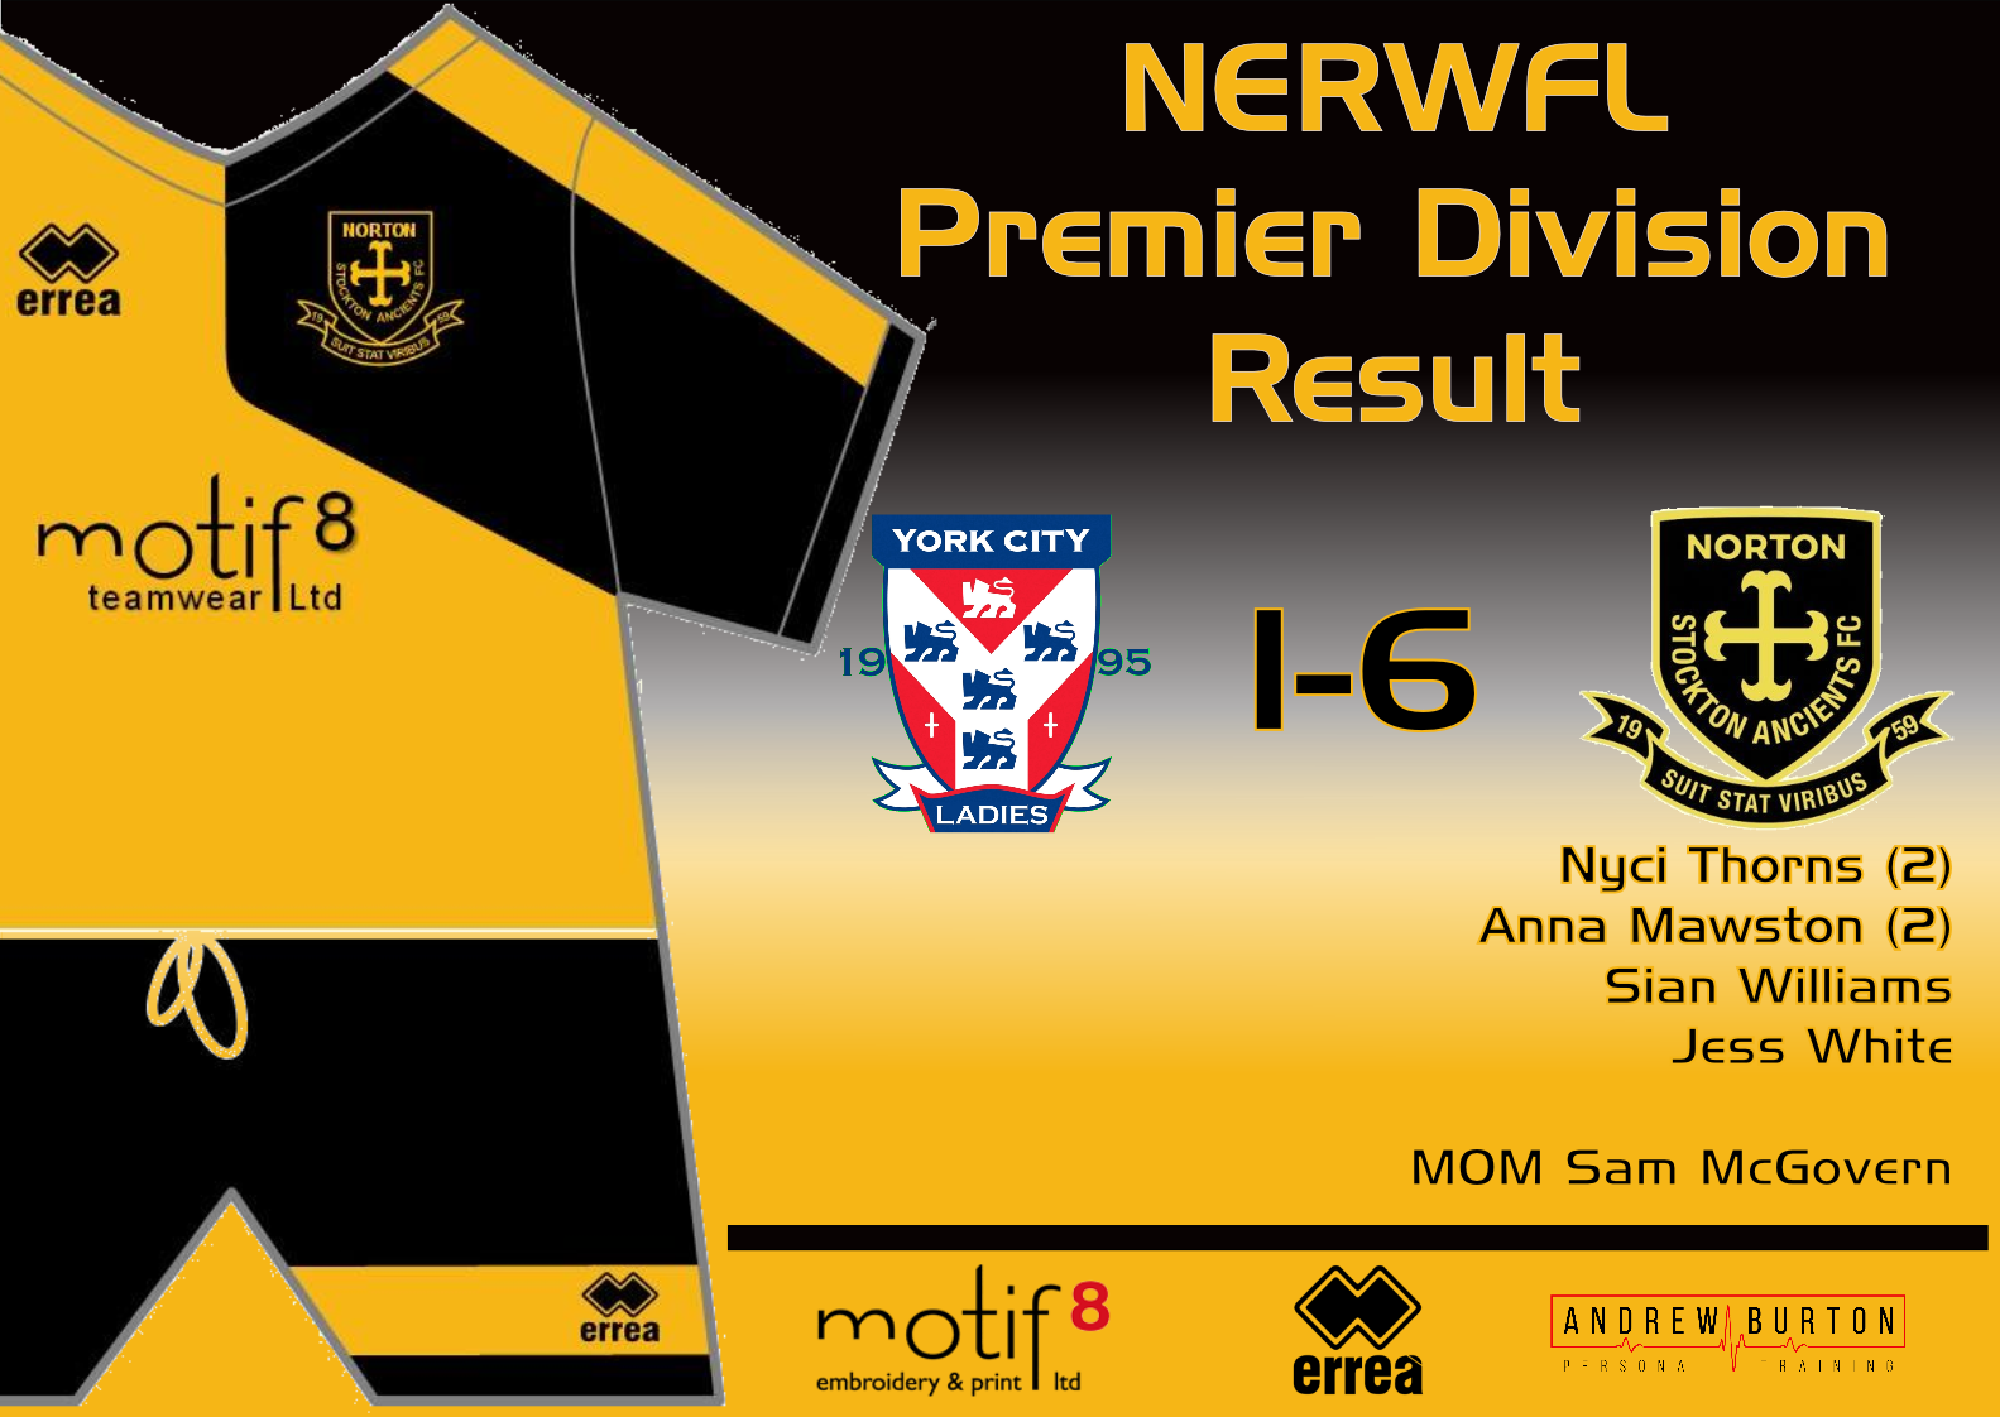 NERWFL
Premier Division
Result
errea
NORTON
STOCKTON ANCIENTS FC
19 59
SUIT STAT VIRIBUS
motif8
teamwear Ltd
YORK CITY
19 95
LADIES
1-6
NORTON
STOCKTON ANCIENTS FC
19 59
SUIT STAT VIRIBUS
Nyci Thorns (2)
Anna Mawston (2)
Sian Williams
Jess White
MOM Sam McGovern
errea
motif8
embroidery & print ltd
errea
ANDREW BURTON
PERSONA TRAINING